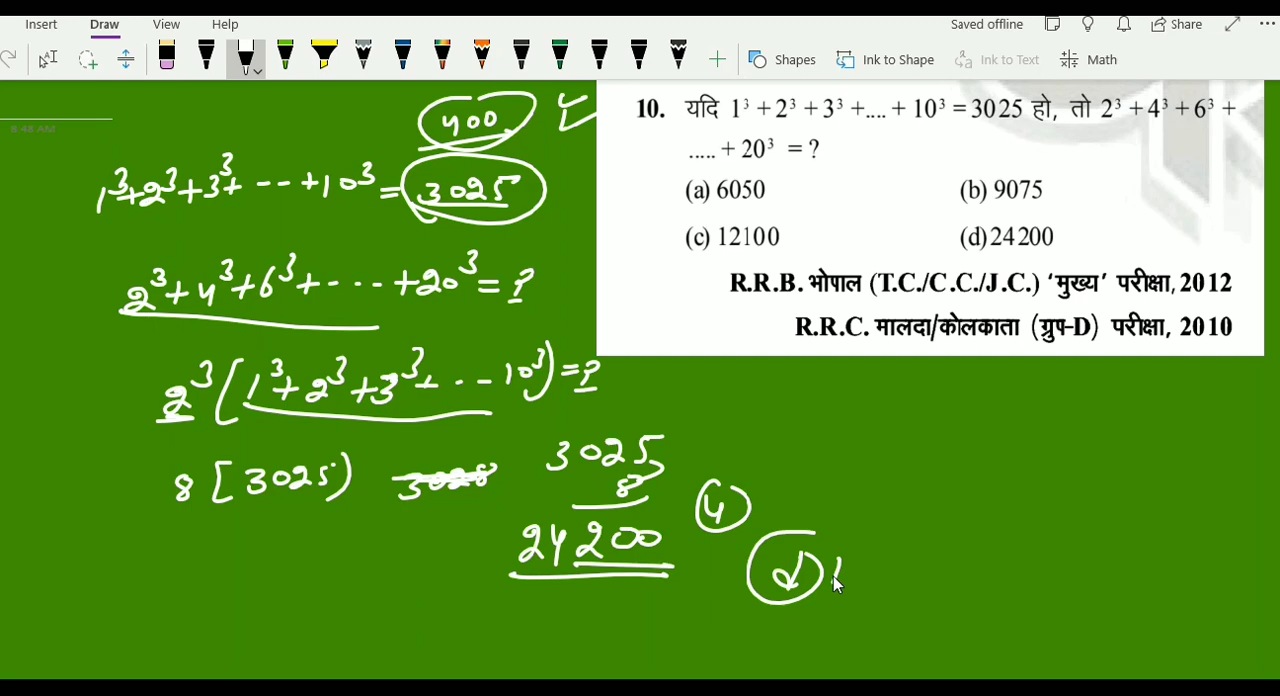 Insert Draw View Help Saved offline Share
Shapes Ink to Shape Ink to Text Math
8:48 AM
400
1³+2³+3³+ --- +10³ = 3025
2³+4³+6³+ --- +20³ = ?
2³(1³+2³+3³+ --- 10³) = ?
8[3025) 3025
8
24200
4
d
10. यदि 1³ + 2³ + 3³ +.... + 10³ = 3025 हो, तो 2³ + 4³ + 6³ +
..... + 20³ = ?
(a) 6050 (b) 9075
(c) 12100 (d) 24200
R.R.B. भोपाल (T.C./C.C./J.C.) ‘मुख्य’ परीक्षा, 2012
R.R.C. मालदा/कोलकाता (ग्रुप-D) परीक्षा, 2010